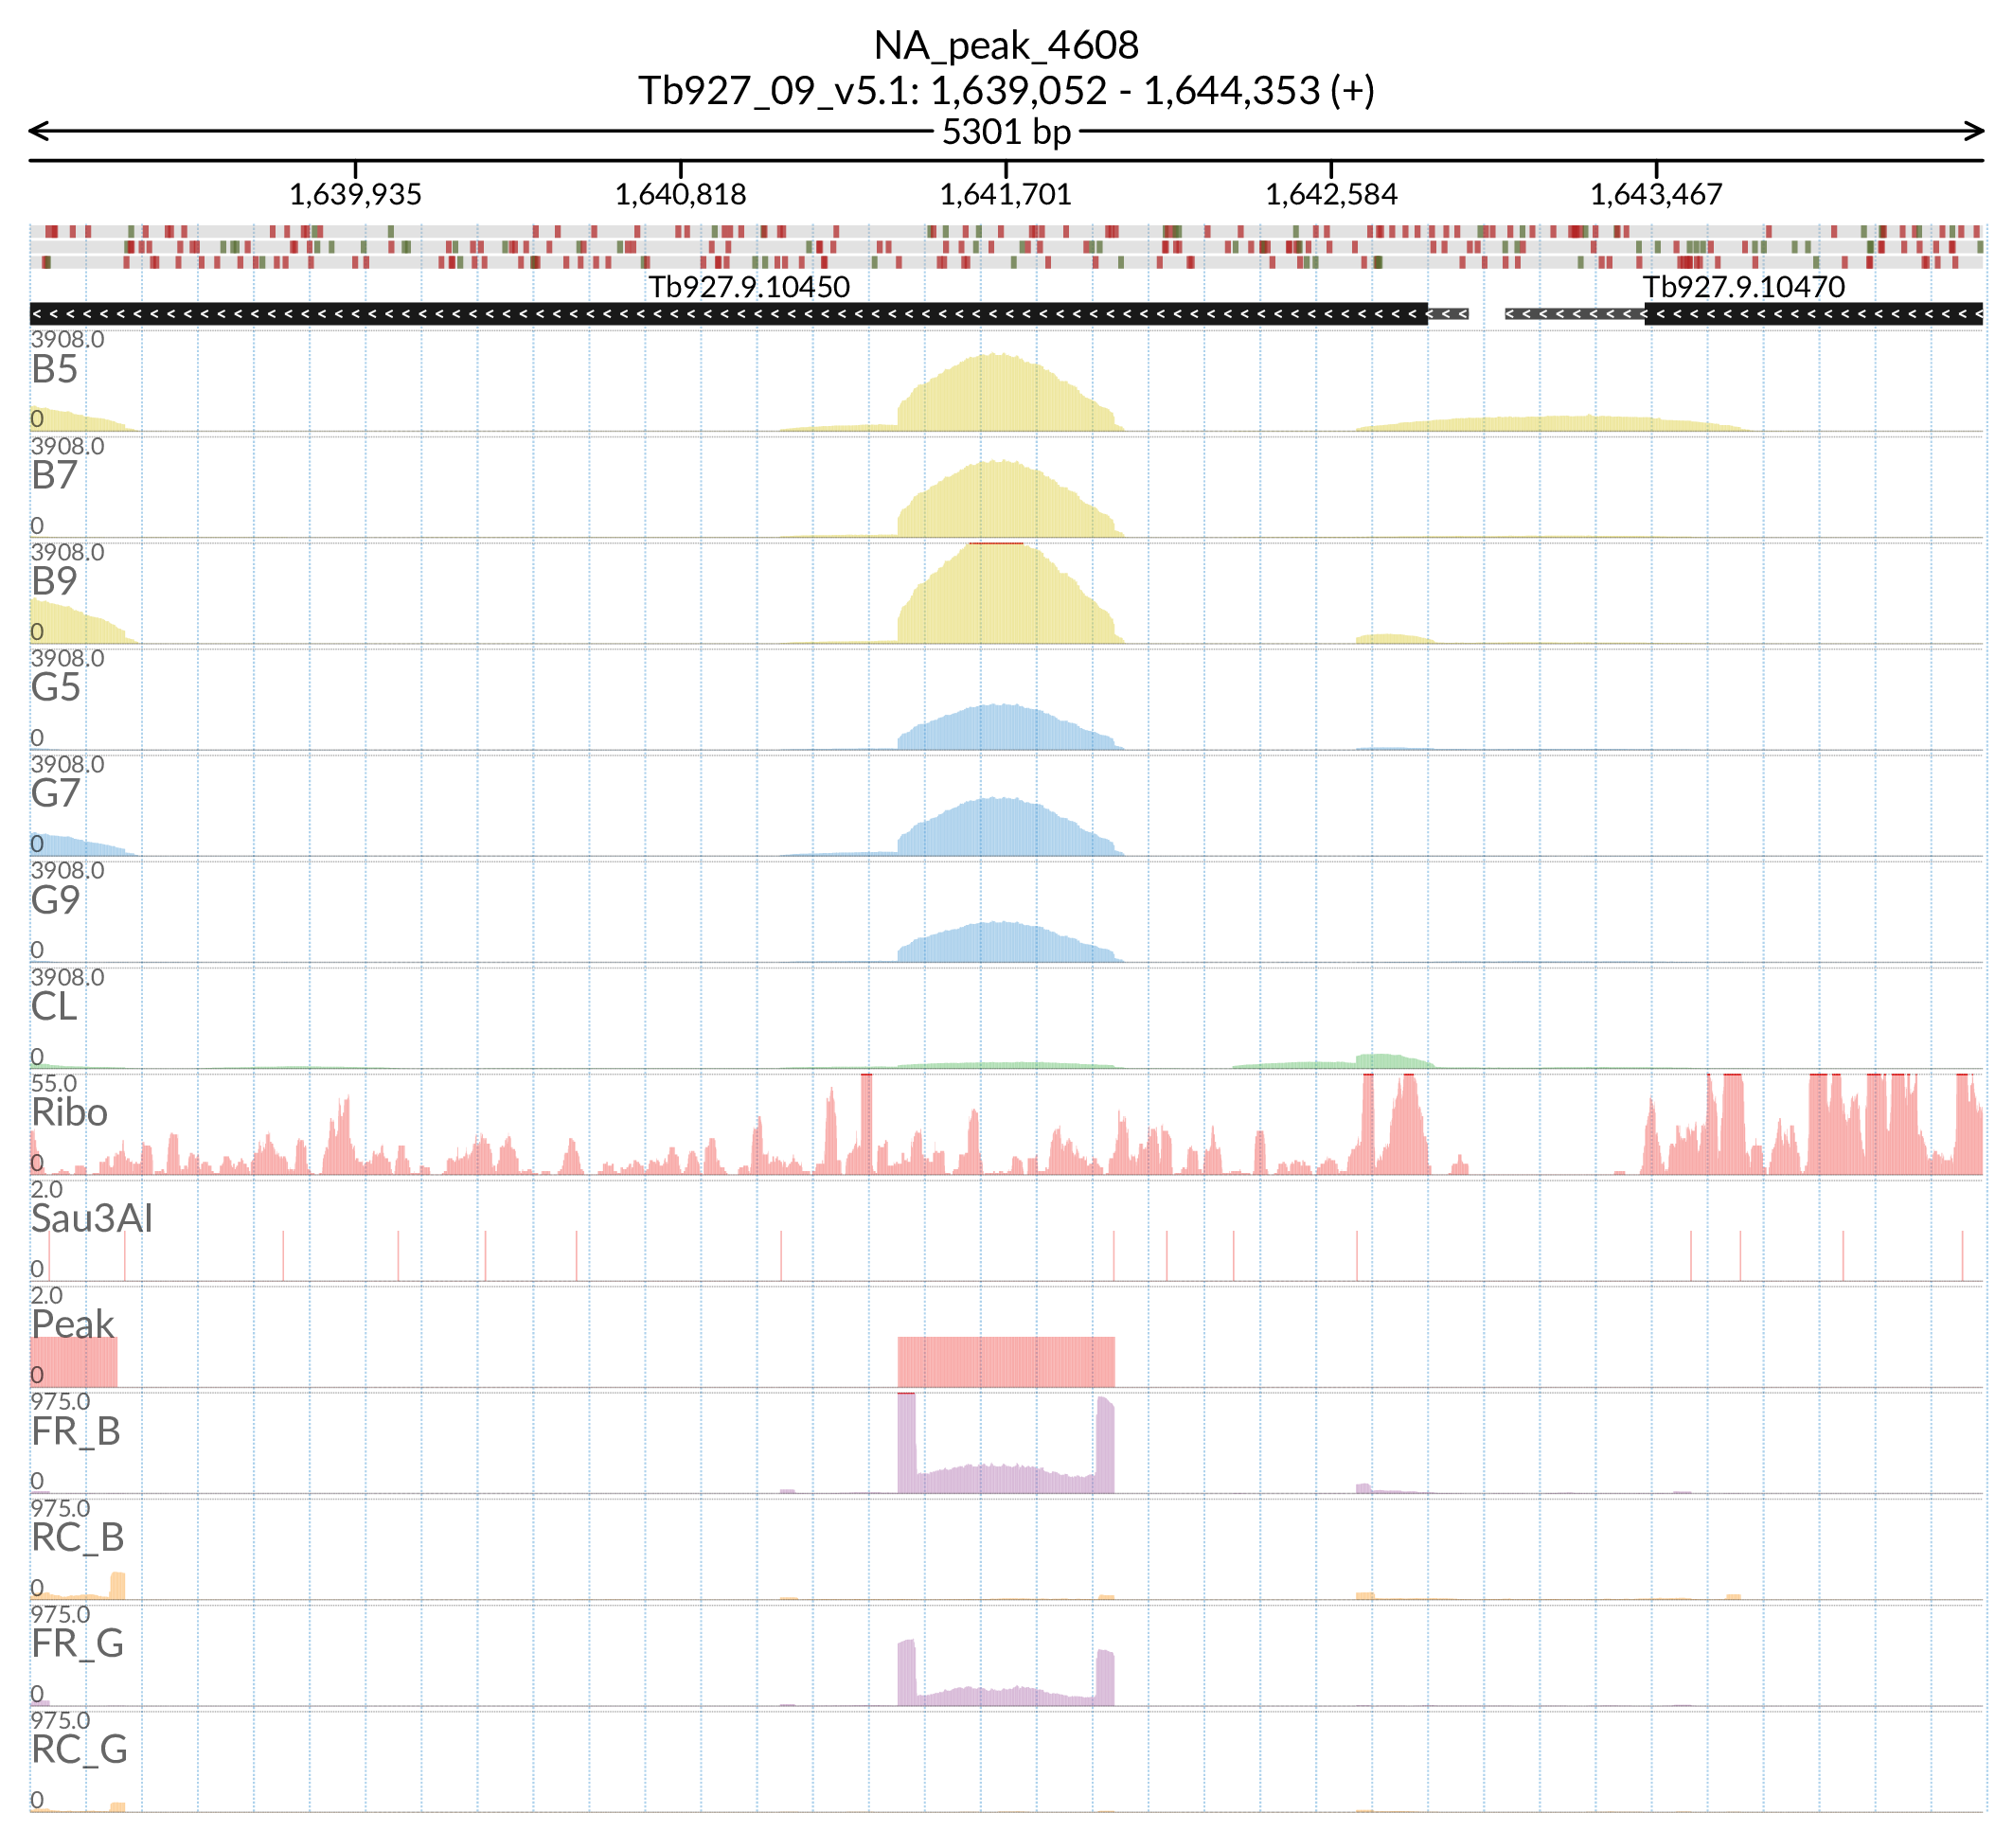 NA_peak_4608
Tb927_09_v5.1: 1,639,052 - 1,644,353 (+)
5301 bp
1,639,935 1,640,818 1,641,701 1,642,584 1,643,467
Tb927.9.10450 Tb927.9.10470
3908.0
B5
0
3908.0
B7
0
3908.0
B9
0
3908.0
G5
0
3908.0
G7
0
3908.0
G9
0
3908.0
CL
0
55.0
Ribo
0
2.0
Sau3AI
0
2.0
Peak
0
975.0
FR_B
0
975.0
RC_B
0
975.0
FR_G
0
975.0
RC_G
0